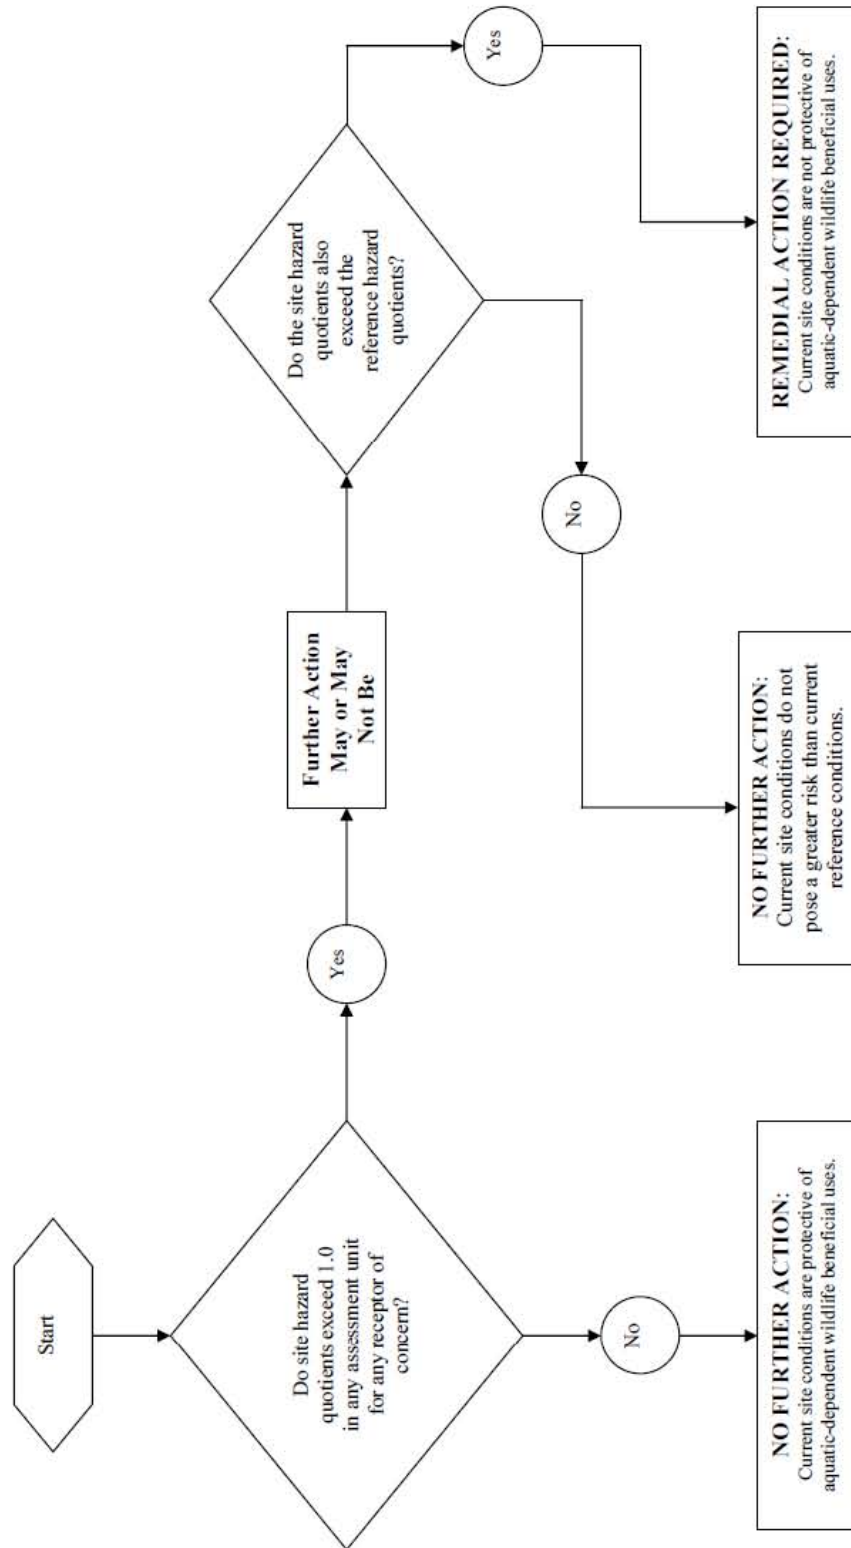 Start
Do site hazard
quotients exceed 1.0
in any assessment unit
for any receptor of
concern?
Yes
Further Action
May or May
Not Be
Do the site hazard
quotients also
exceed the
reference hazard
quotients?
Yes
No
No
NO FURTHER ACTION:
Current site conditions are protective of
aquatic-dependent wildlife beneficial uses.
NO FURTHER ACTION:
Current site conditions do not
pose a greater risk than current
reference conditions.
REMEDIAL ACTION REQUIRED:
Current site conditions are not protective of
aquatic-dependent wildlife beneficial uses.